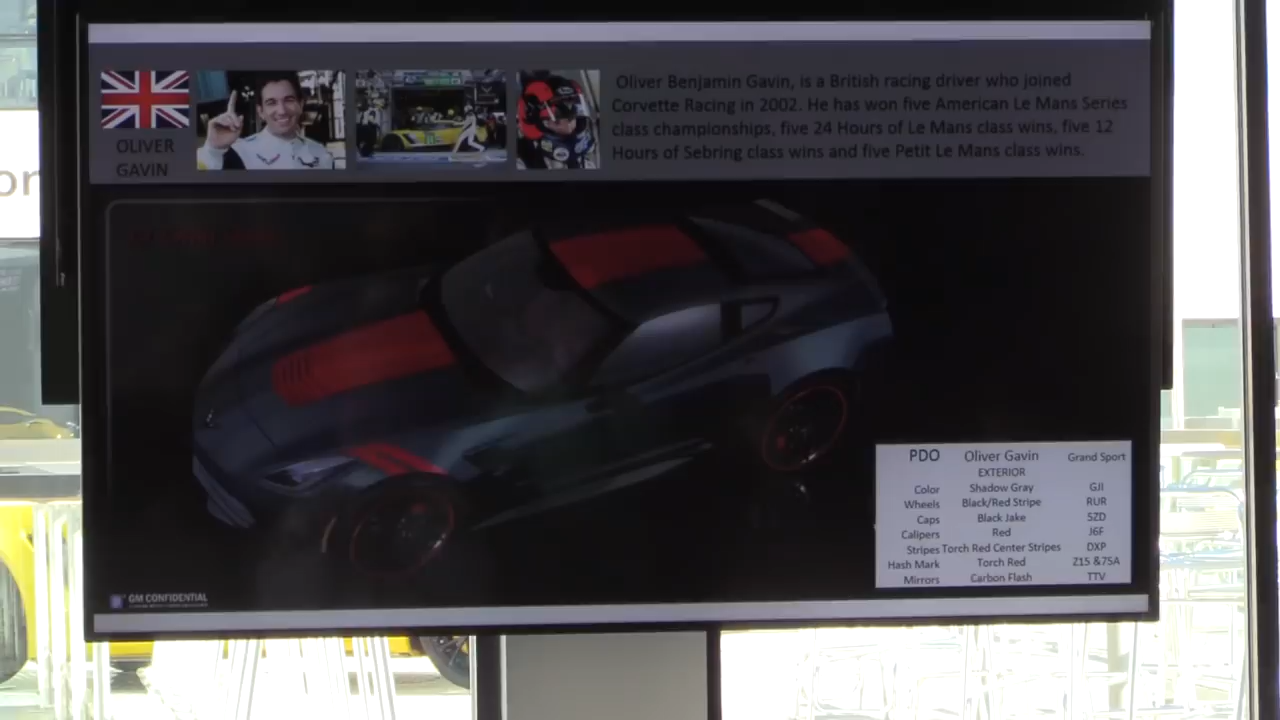 Oliver Benjamin Gavin, is a British racing driver who joined
Corvette Racing in 2002. He has won five American Le Mans Series
class championships, five 24 Hours of Le Mans class wins, five 12
Hours of Sebring class wins and five Petit Le Mans class wins.
OLIVER
GAVIN
or
PDO Oliver Gavin Grand Sport
EXTERIOR
Color Shadow Gray GJI
Wheels Black/Red Stripe RUR
Caps Black Jake 5ZD
Calipers Red J6F
Stripes Torch Red Center Stripes DXP
Hash Mark Torch Red Z15 &75A
Mirrors Carbon Flash TTV
GM CONFIDENTIAL